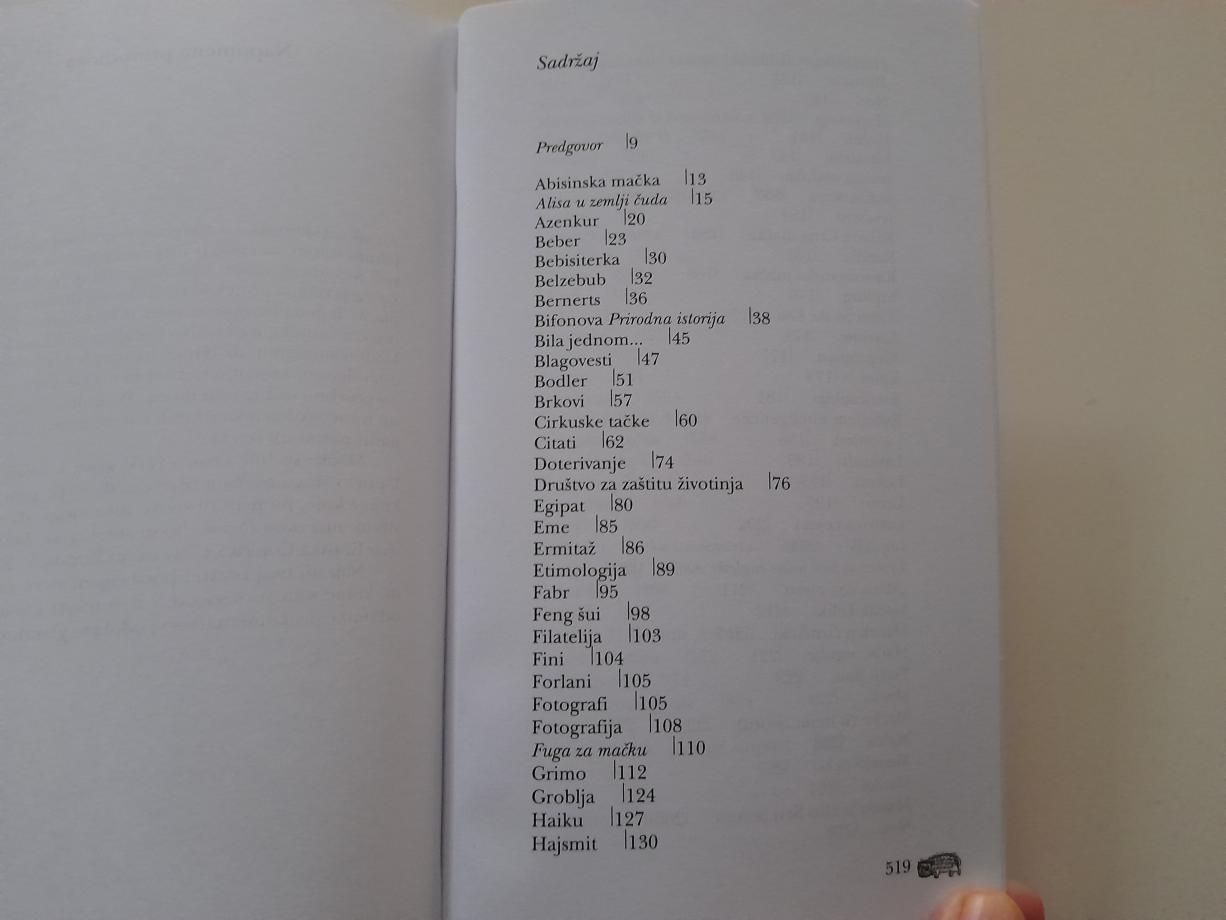 Sadržaj
Predgovor |9
Abisinska mačka |13
Alisa u zemlji čuda |15
Azenkur |20
Beber |23
Bebisiterka |30
Belzebub |32
Bernerts |36
Bifonova Prirodna istorija |38
Bila jednom... |45
Blagovesti |47
Bodler |51
Brkovi |57
Cirkuske tačke |60
Citati |62
Doterivanje |74
Društvo za zaštitu životinja |76
Egipat |80
Eme |85
Ermitaž |86
Etimologija |89
Fabr |95
Feng šui |98
Filatelija |103
Fini |104
Forlani |105
Fotografi |105
Fotografija |108
Fuga za mačku |110
Grimo |112
Groblja |124
Haiku |127
Hajsmit |130
519